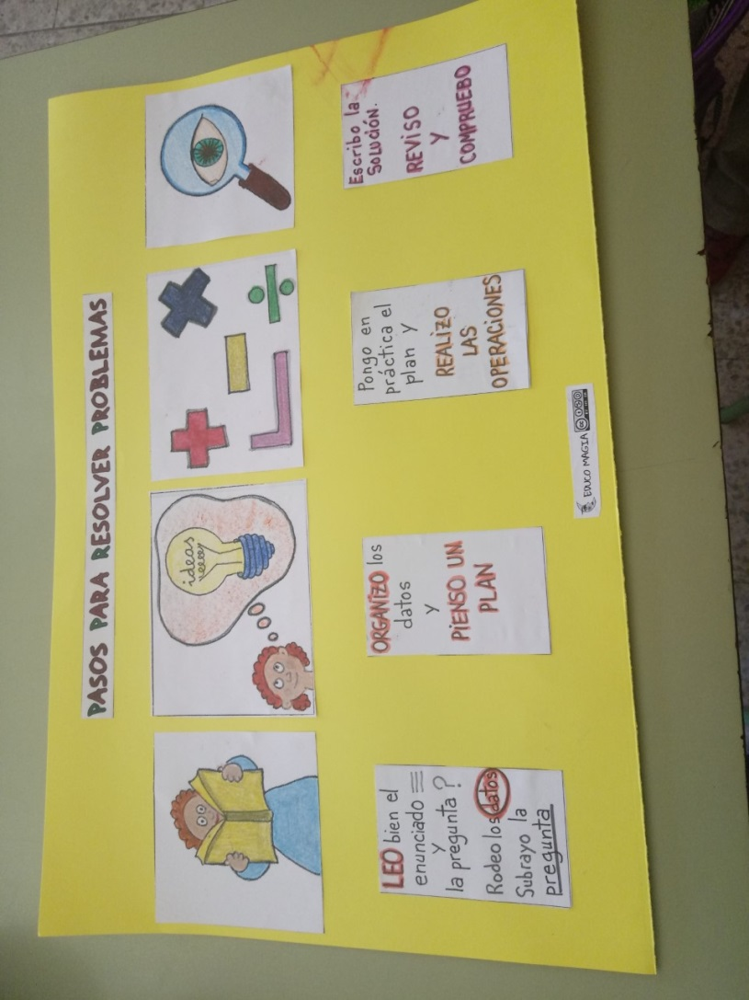 PASOS PARA RESOLVER PROBLEMAS
ideas
LEO bien el
enunciado
y
la pregunta?
Rodeo los datos
Subrayo la
pregunta
ORGANIZO los
datos
y
PiENSO UN
PLAN
Pongo en
práctica el
plan y
REALiZO
LAS
OPERACiONES
Escribo la
Solución.
REViSO
Y
COMPRUEBO
EDUCO MAGIA